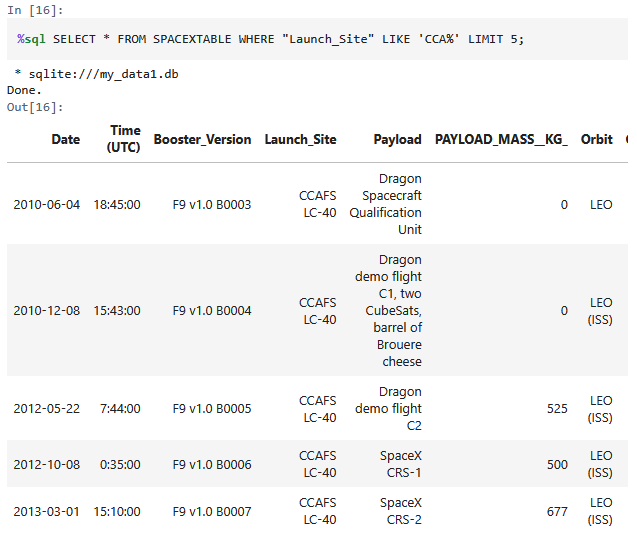 In [16]:
%sql SELECT * FROM SPACEXTABLE WHERE "Launch_Site" LIKE 'CCA%' LIMIT 5;
* sqlite:///my_data1.db
Done.
Out[16]:
Date Time (UTC) Booster_Version Launch_Site Payload PAYLOAD_MASS__KG_ Orbit
2010-06-04 18:45:00 F9 v1.0 B0003 CCAFS LC-40 Dragon Spacecraft Qualification Unit 0 LEO
2010-12-08 15:43:00 F9 v1.0 B0004 CCAFS LC-40 Dragon demo flight C1, two CubeSats, barrel of Brouere cheese 0 LEO (ISS)
2012-05-22 7:44:00 F9 v1.0 B0005 CCAFS LC-40 Dragon demo flight C2 525 LEO (ISS)
2012-10-08 0:35:00 F9 v1.0 B0006 CCAFS LC-40 SpaceX CRS-1 500 LEO (ISS)
2013-03-01 15:10:00 F9 v1.0 B0007 CCAFS LC-40 SpaceX CRS-2 677 LEO (ISS)